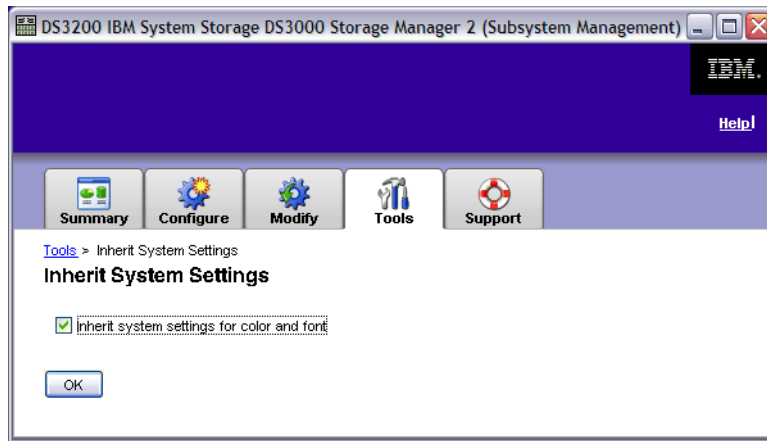 DS3200 IBM System Storage DS3000 Storage Manager 2 (Subsystem Management)
IBM.
Help!
Summary Configure Modify Tools Support
Tools > Inherit System Settings
Inherit System Settings
Inherit system settings for color and font
OK